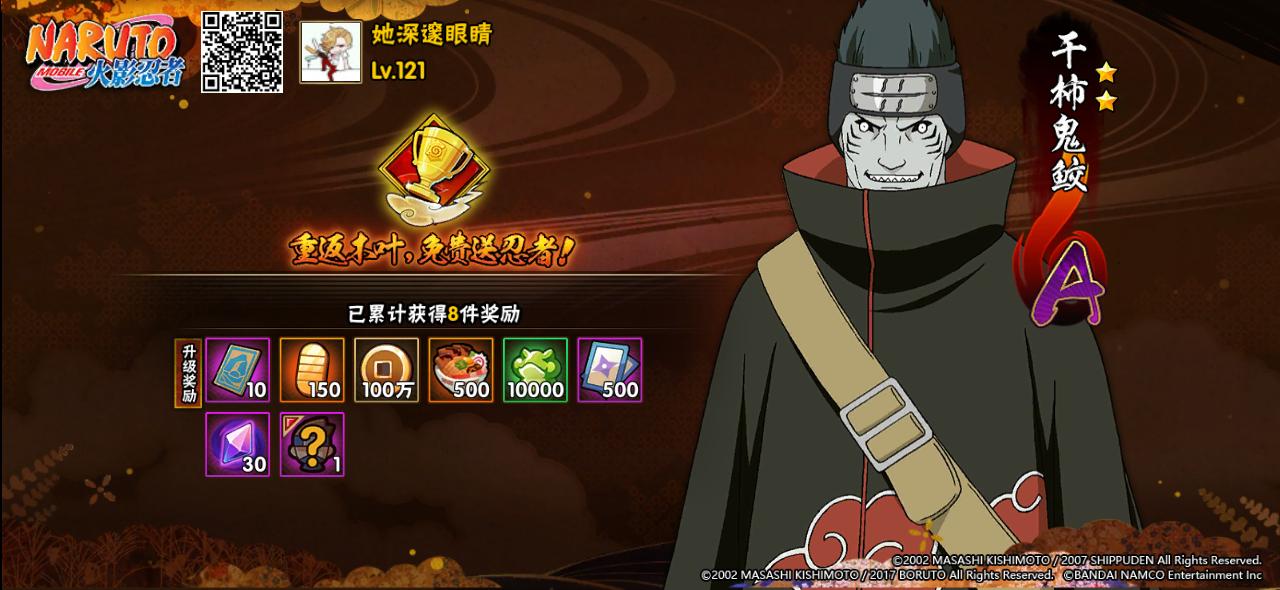 NARUTO
MOBILE 火影忍者
她深邃眼睛
Lv.121
干柿鬼鲛
A
重返木叶,免费送忍者!
已累计获得8件奖励
升级奖励
10
150
100万
500
10000
500
30
?
1
©2002 MASASHI KISHIMOTO / 2007 SHIPPUDEN All Rights Reserved.
©2002 MASASHI KISHIMOTO / 2017 BORUTO All Rights Reserved. ©BANDAI NAMCO Entertainment Inc